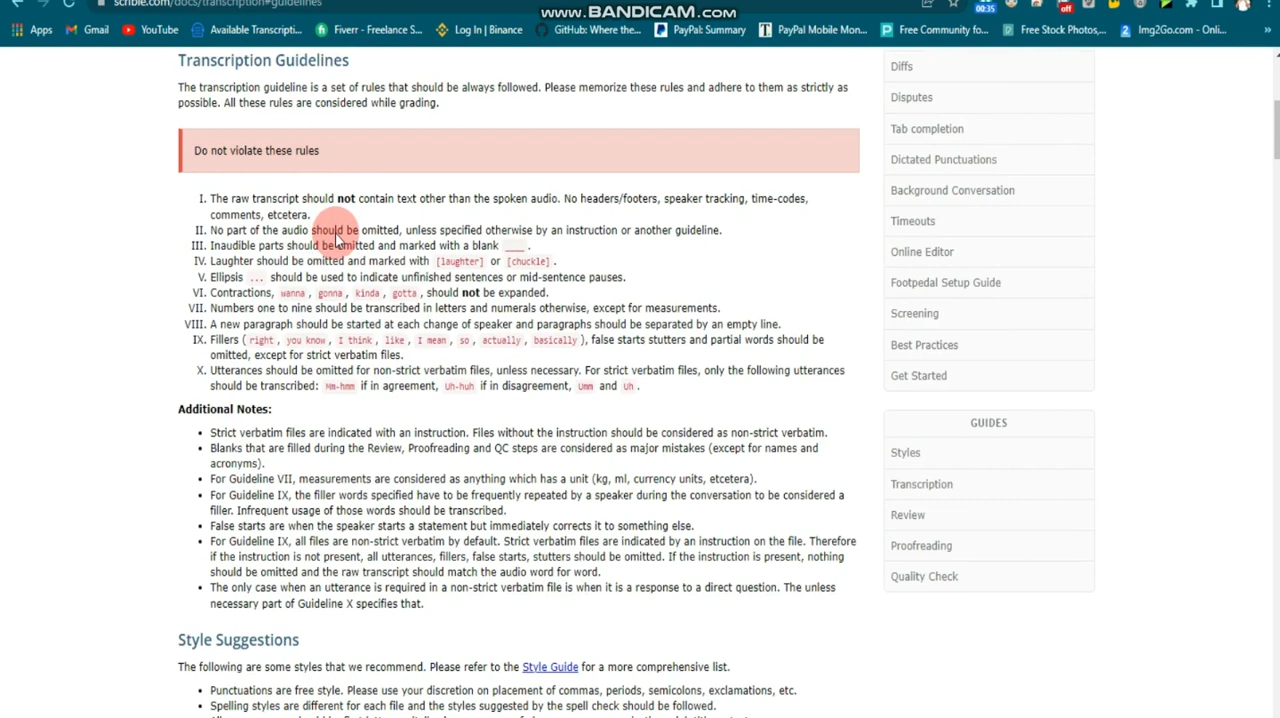 scribie.com/docs/transcription#guidelines
www.BANDICAM.com
00:35
off
Apps
Gmail
YouTube
Available Transcripti...
Fiverr - Freelance S...
Log In | Binance
GitHub: Where the...
PayPal: Summary
PayPal Mobile Mon...
Free Community fo...
Free Stock Photos,...
Img2Go.com - Onli...
»
Transcription Guidelines
The transcription guideline is a set of rules that should be always followed. Please memorize these rules and adhere to them as strictly as
possible. All these rules are considered while grading.
Do not violate these rules
I. The raw transcript should not contain text other than the spoken audio. No headers/footers, speaker tracking, time-codes,
comments, etcetera.
II. No part of the audio should be omitted, unless specified otherwise by an instruction or another guideline.
III. Inaudible parts should be omitted and marked with a blank ____.
IV. Laughter should be omitted and marked with [laughter] or [chuckle].
V. Ellipsis ... should be used to indicate unfinished sentences or mid-sentence pauses.
VI. Contractions, wanna, gonna, kinda, gotta, should not be expanded.
VII. Numbers one to nine should be transcribed in letters and numerals otherwise, except for measurements.
VIII. A new paragraph should be started at each change of speaker and paragraphs should be separated by an empty line.
IX. Fillers (right, you know, I think, like, I mean, so, actually, basically), false starts stutters and partial words should be
omitted, except for strict verbatim files.
X. Utterances should be omitted for non-strict verbatim files, unless necessary. For strict verbatim files, only the following utterances
should be transcribed: Mm-hmm if in agreement, Uh-huh if in disagreement, Umm and Uh.
Additional Notes:
• Strict verbatim files are indicated with an instruction. Files without the instruction should be considered as non-strict verbatim.
• Blanks that are filled during the Review, Proofreading and QC steps are considered as major mistakes (except for names and
acronyms).
• For Guideline VII, measurements are considered as anything which has a unit (kg, ml, currency units, etcetera).
• For Guideline IX, the filler words specified have to be frequently repeated by a speaker during the conversation to be considered a
filler. Infrequent usage of those words should be transcribed.
• False starts are when the speaker starts a statement but immediately corrects it to something else.
• For Guideline IX, all files are non-strict verbatim by default. Strict verbatim files are indicated by an instruction on the file. Therefore
if the instruction is not present, all utterances, fillers, false starts, stutters should be omitted. If the instruction is present, nothing
should be omitted and the raw transcript should match the audio word for word.
• The only case when an utterance is required in a non-strict verbatim file is when it is a response to a direct question. The unless
necessary part of Guideline X specifies that.
Style Suggestions
The following are some styles that we recommend. Please refer to the Style Guide for a more comprehensive list.
• Punctuations are free style. Please use your discretion on placement of commas, periods, semicolons, exclamations, etc.
• Spelling styles are different for each file and the styles suggested by the spell check should be followed.
Diffs
Disputes
Tab completion
Dictated Punctuations
Background Conversation
Timeouts
Online Editor
Footpedal Setup Guide
Screening
Best Practices
Get Started
GUIDES
Styles
Transcription
Review
Proofreading
Quality Check